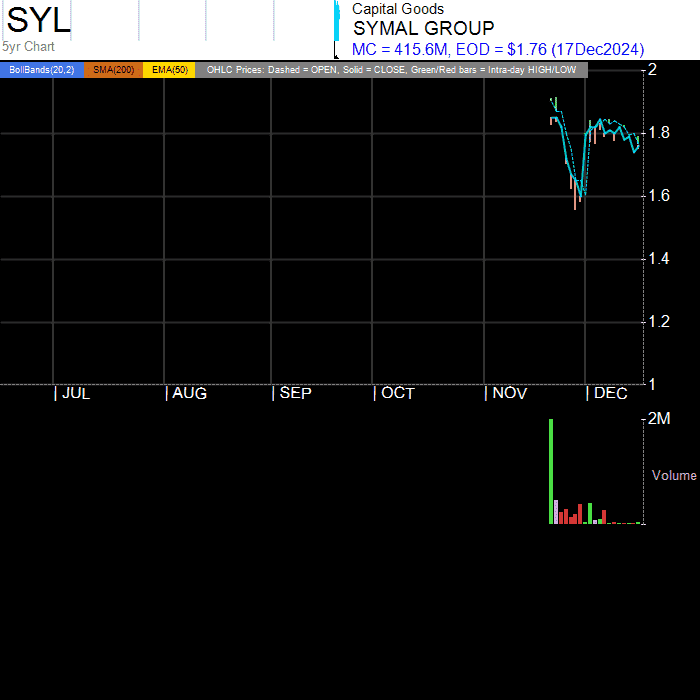 SYL
5yr Chart
Capital Goods
SYMAL GROUP
MC = 415.6M, EOD = $1.76 (17Dec2024)
BollBands(20,2) SMA(200) EMA(50) OHLC Prices: Dashed = OPEN, Solid = CLOSE, Green/Red bars = Intra-day HIGH/LOW
2
1.8
1.6
1.4
1.2
1
| JUL | AUG | SEP | OCT | NOV | DEC
2M
Volume